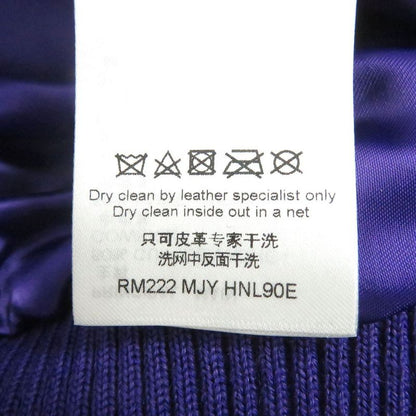 Dry clean by leather specialist only
Dry clean inside out in a net
只可皮革专家干洗
洗网中反面干洗
RM222 MJY HNL90E